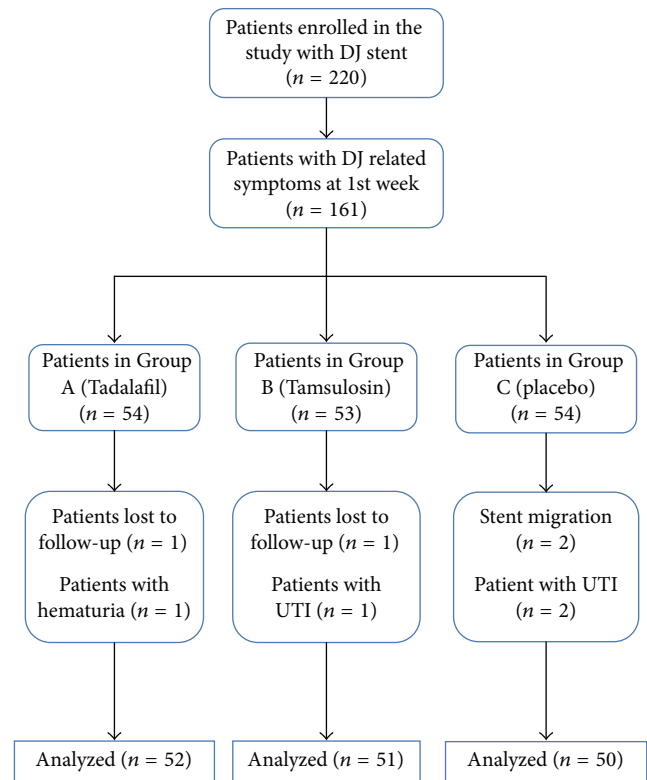 Patients enrolled in the
study with DJ stent
(n = 220)
Patients with DJ related
symptoms at 1st week
(n = 161)
Patients in Group
A (Tadalafil)
(n = 54)
Patients in Group
B (Tamsulosin)
(n = 53)
Patients in Group
C (placebo)
(n = 54)
Patients lost to
follow-up (n = 1)
Patients with
hematuria (n = 1)
Patients lost to
follow-up (n = 1)
Patients with
UTI (n = 1)
Stent migration
(n = 2)
Patient with UTI
(n = 2)
Analyzed (n = 52)
Analyzed (n = 51)
Analyzed (n = 50)